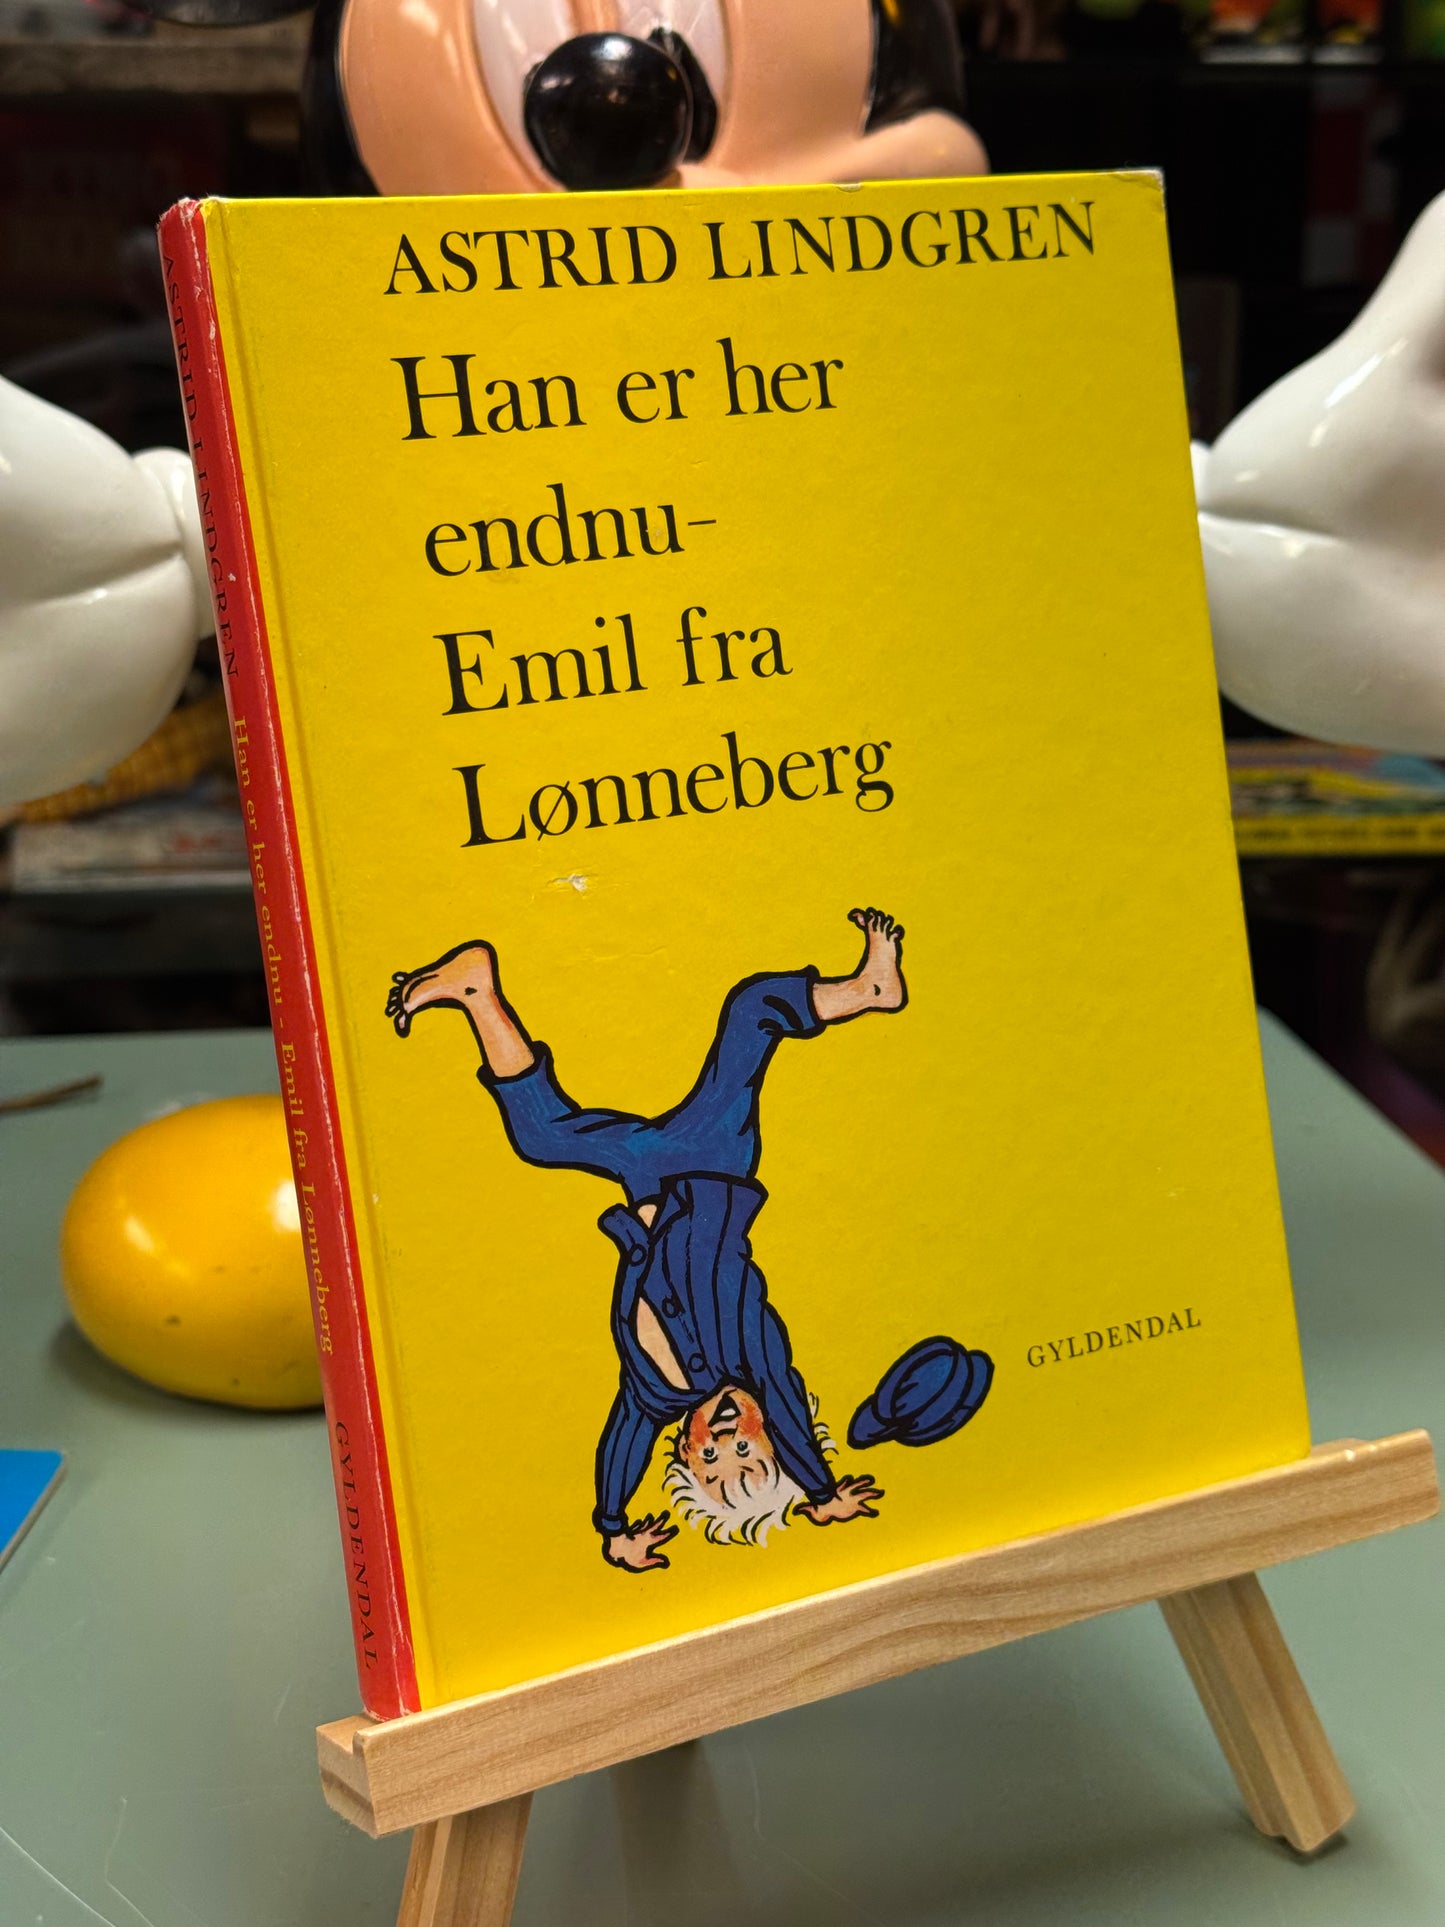 ASTRID LINDGREN
Han er her
endnu-
Emil fra
Lønneberg
GYLDENDAL
ASTRID LINDGREN Han er her endnu - Emil fra Lønneberg GYLDENDAL